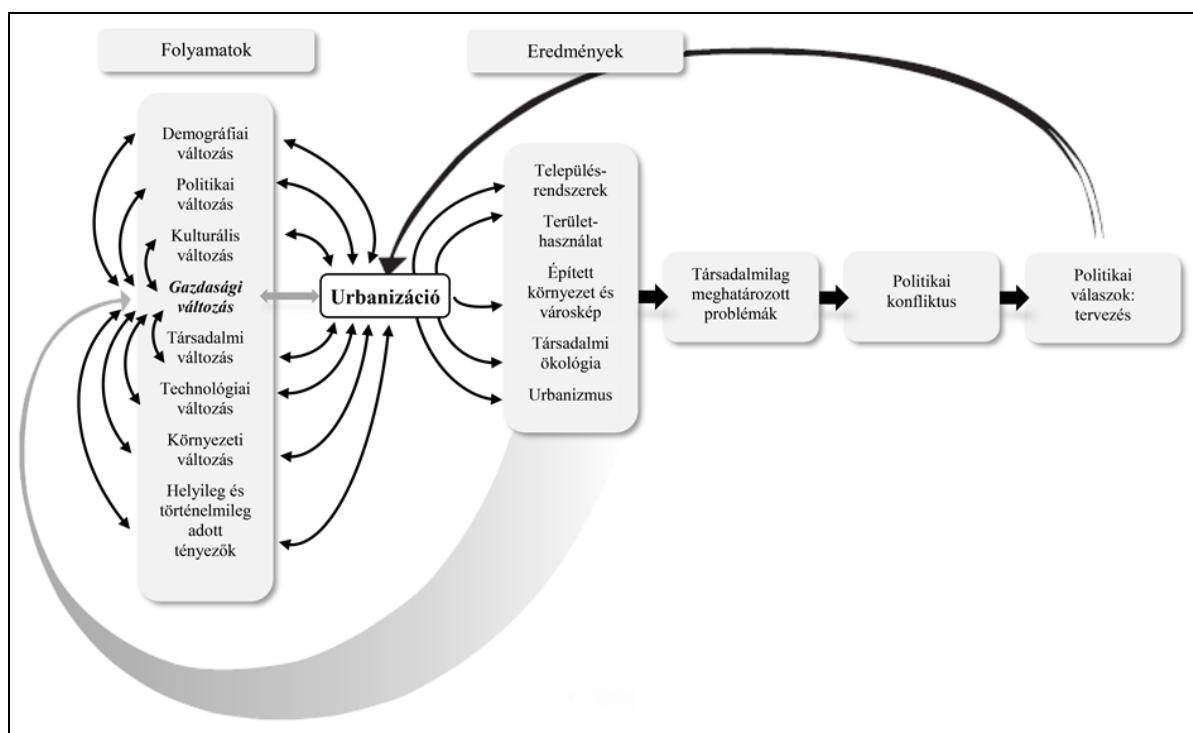 Folyamatok
Eredmények
Demográfiai
változás
Politikai
változás
Kulturális
változás
Gazdasági
változás
Társadalmi
változás
Technológiai
változás
Környezeti
változás
Helyileg és
történelmileg
adott
tényezők
Urbanizáció
Település-
rendszerek
Terület-
használat
Épített
környezet és
városkép
Társadalmi
ökológia
Urbanizmus
Társadalmilag
meghatározott
problémák
Politikai
konfliktus
Politikai
válaszok:
tervezés